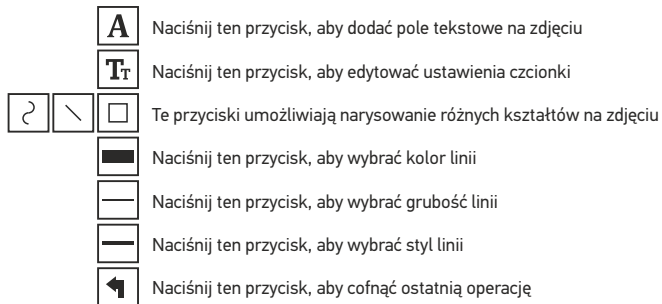 A Naciśnij ten przycisk, aby dodać pole tekstowe na zdjęciu
TT Naciśnij ten przycisk, aby edytować ustawienia czcionki
Te przyciski umożliwiają narysowanie różnych kształtów na zdjęciu
Naciśnij ten przycisk, aby wybrać kolor linii
Naciśnij ten przycisk, aby wybrać grubość linii
Naciśnij ten przycisk, aby wybrać styl linii
Naciśnij ten przycisk, aby cofnąć ostatnią operację